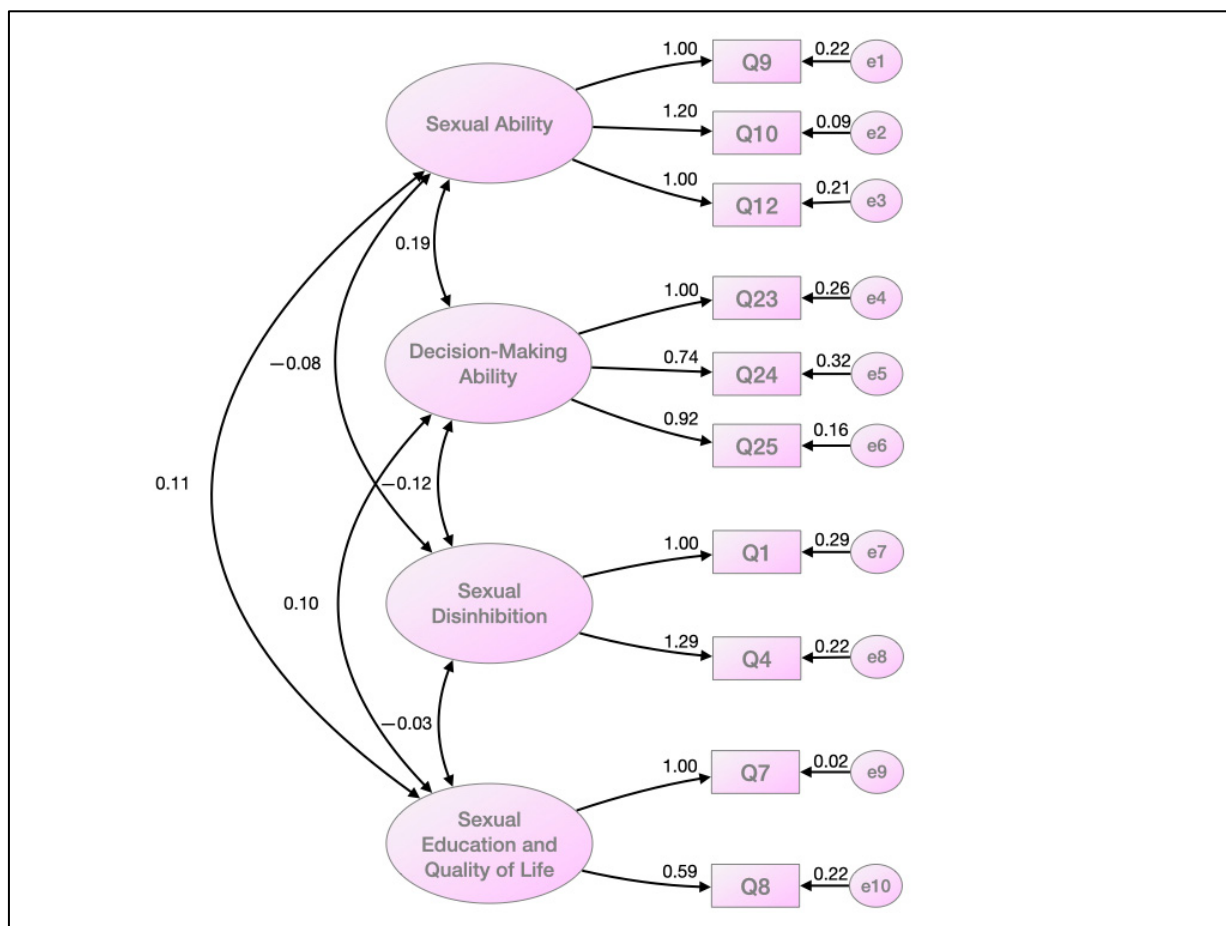 1.00
Q9
0.22
e1
Sexual Ability
1.20
Q10
0.09
e2
1.00
Q12
0.21
e3
0.19
1.00
Q23
0.26
e4
Decision-Making
Ability
0.74
Q24
0.32
e5
−0.08
0.92
Q25
0.16
e6
0.11
−0.12
1.00
Q1
0.29
e7
Sexual
Disinhibition
0.10
1.29
Q4
0.22
e8
−0.03
1.00
Q7
0.02
e9
Sexual
Education and
Quality of Life
0.59
Q8
0.22
e10